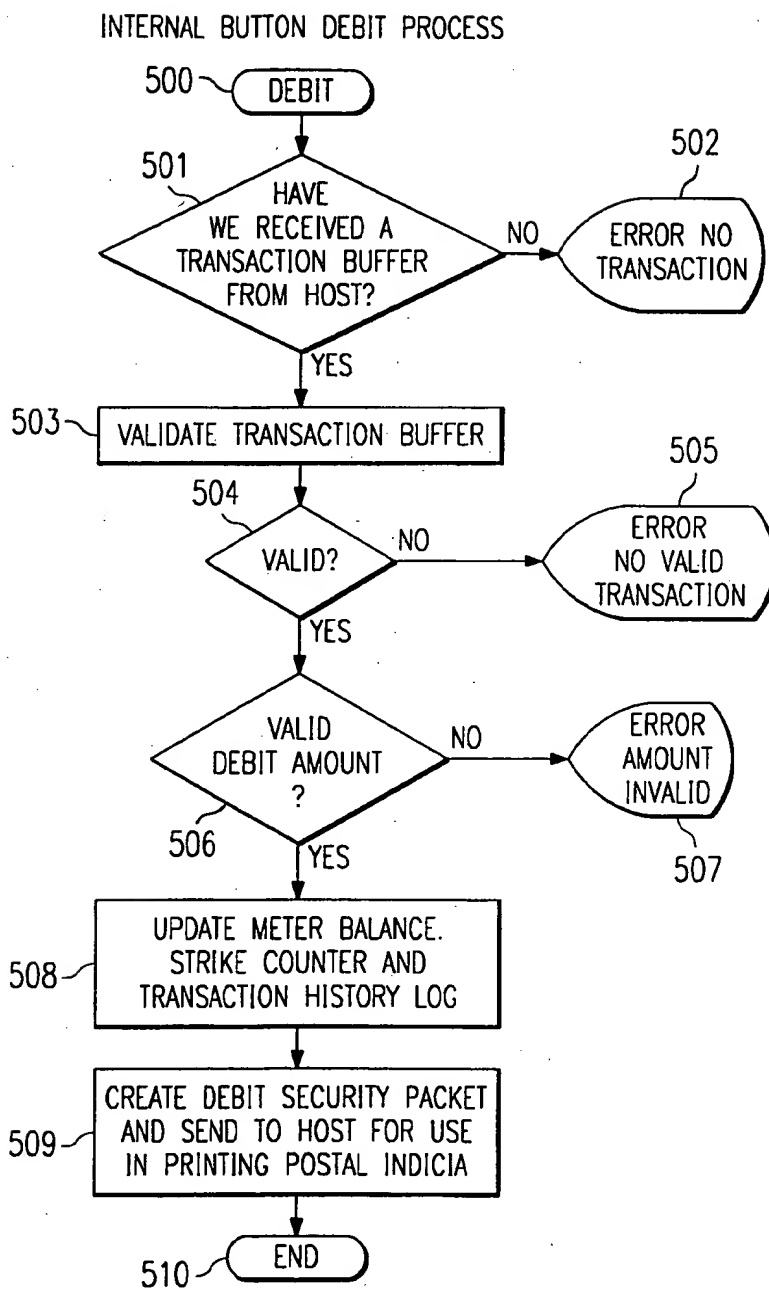 INTERNAL BUTTON DEBIT PROCESS
500
DEBIT
501
HAVE
WE RECEIVED A
TRANSACTION BUFFER
FROM HOST?
NO
502
ERROR NO
TRANSACTION
YES
503
VALIDATE TRANSACTION BUFFER
504
VALID?
NO
505
ERROR
NO VALID
TRANSACTION
YES
VALID
DEBIT AMOUNT
?
506
NO
ERROR
AMOUNT
INVALID
507
YES
508
UPDATE METER BALANCE.
STRIKE COUNTER AND
TRANSACTION HISTORY LOG
509
CREATE DEBIT SECURITY PACKET
AND SEND TO HOST FOR USE
IN PRINTING POSTAL INDICIA
510
END